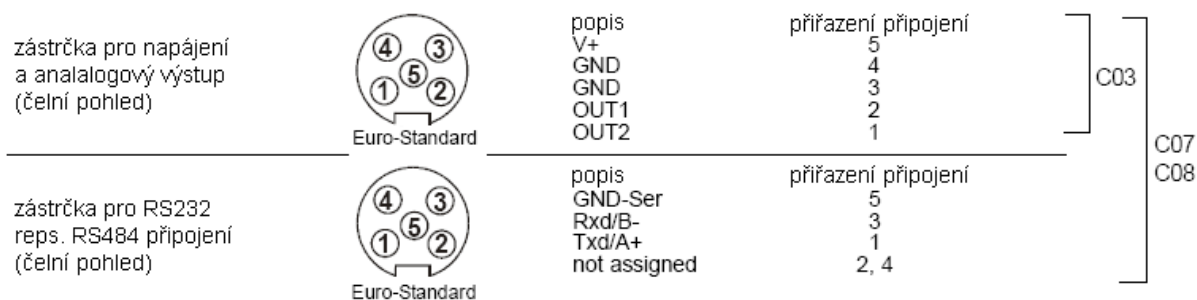 zástrčka pro napájení
a analalogový výstup
(čelní pohled)
4 3
5
1 2
Euro-Standard
popis přiřazení připojení
V+ 5
GND 4
GND 3
OUT1 2
OUT2 1
C03
C07
C08
zástrčka pro RS232
reps. RS484 připojení
(čelní pohled)
4 3
5
1 2
Euro-Standard
popis přiřazení připojení
GND-Ser 5
Rxd/B- 3
Txd/A+ 1
not assigned 2, 4